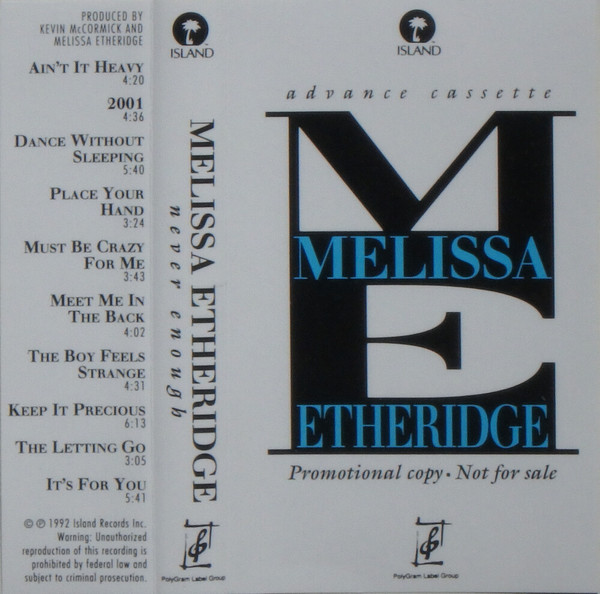 PRODUCED BY
KEVIN McCORMICK AND
MELISSA ETHERIDGE
AIN'T IT HEAVY
4:20
2001
4:36
DANCE WITHOUT
SLEEPING
5:40
PLACE YOUR
HAND
3:24
MUST BE CRAZY
FOR ME
3:43
MEET ME IN
THE BACK
4:02
THE BOY FEELS
STRANGE
4:31
KEEP IT PRECIOUS
6:13
THE LETTING GO
3:05
IT'S FOR YOU
5:41
© ℗ 1992 Island Records Inc.
Warning: Unauthorized
reproduction of this recording is
prohibited by federal law and
subject to criminal prosecution.
ISLAND
MELISSA ETHERIDGE
never enough
PolyGram Label Group
ISLAND
advance cassette
M
MELISSA
E
ETHERIDGE
Promotional copy • Not for sale
PolyGram Label Group